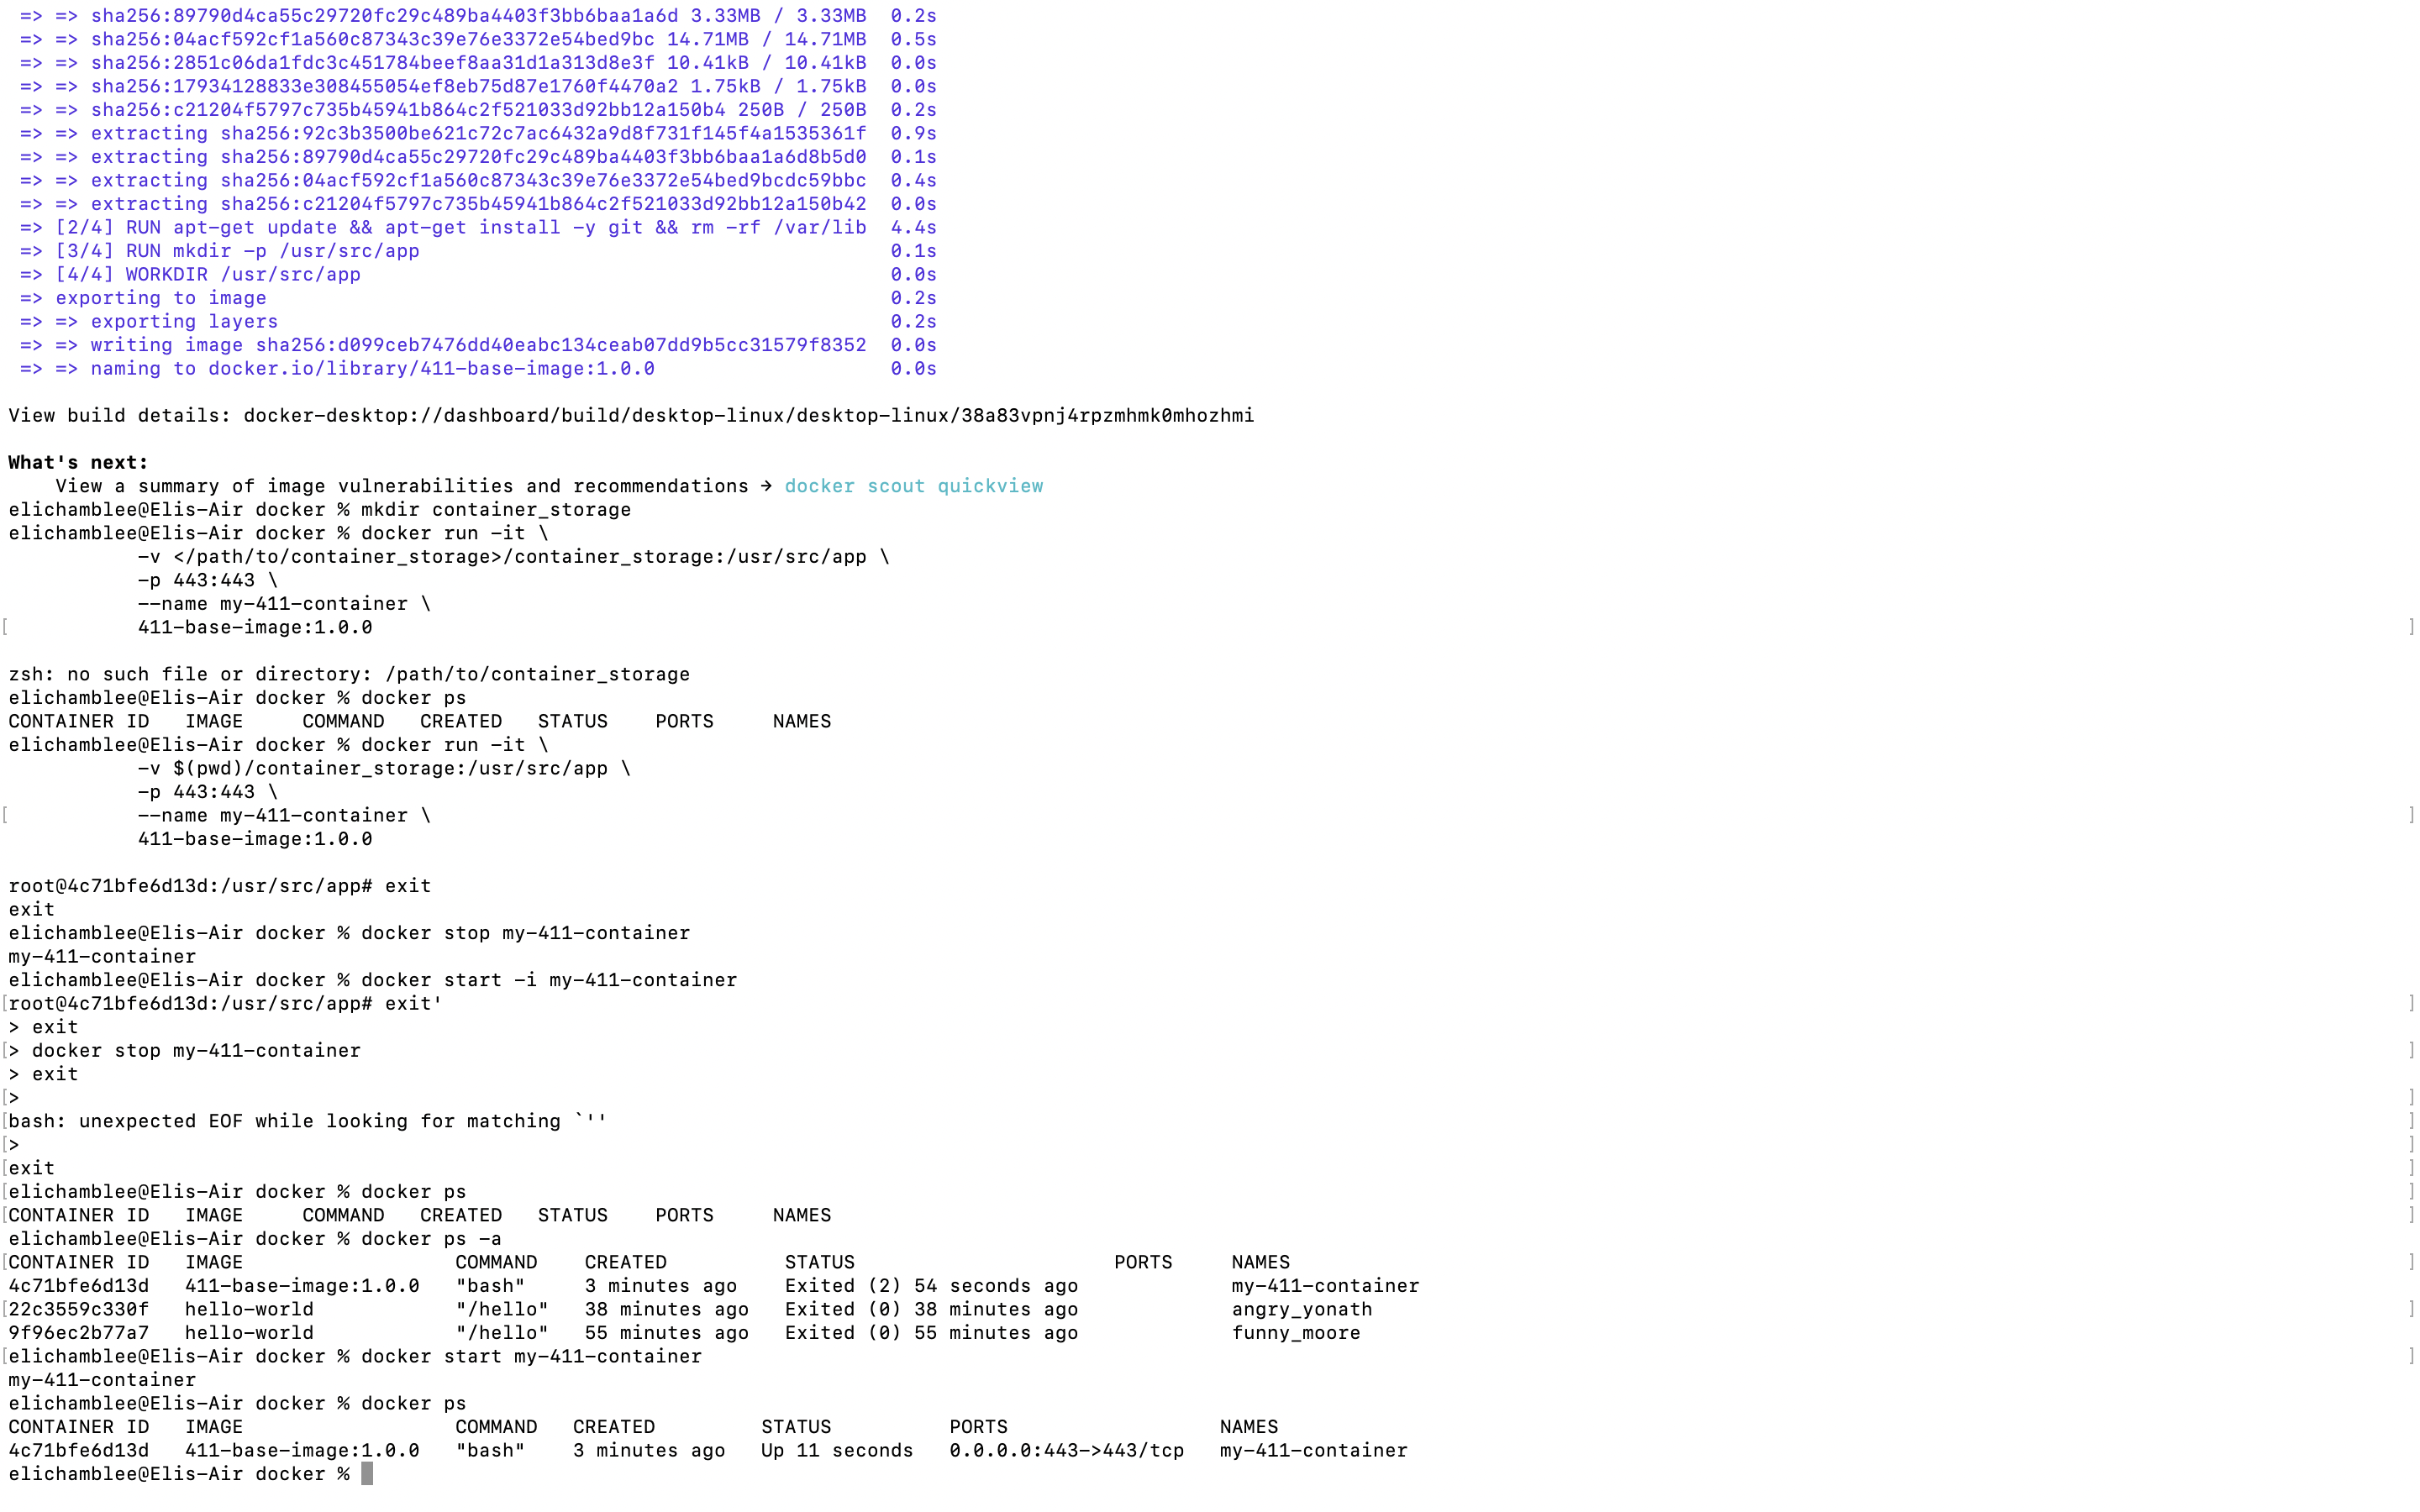 => => sha256:89790d4ca55c29720fc29c489ba4403f3bb6baa1a6d 3.33MB / 3.33MB  0.2s
=> => sha256:04acf592cf1a560c87343c39e76e3372e54bed9bc 14.71MB / 14.71MB  0.5s
=> => sha256:2851c06da1fdc3c451784beef8aa31d1a313d8e3f 10.41kB / 10.41kB  0.0s
=> => sha256:17934128833e308455054ef8eb75d87e1760f4470a2 1.75kB / 1.75kB  0.0s
=> => sha256:c21204f5797c735b45941b864c2f521033d92bb12a150b4 250B / 250B  0.2s
=> => extracting sha256:92c3b3500be621c72c7ac6432a9d8f731f145f4a1535361f  0.9s
=> => extracting sha256:89790d4ca55c29720fc29c489ba4403f3bb6baa1a6d8b5d0  0.1s
=> => extracting sha256:04acf592cf1a560c87343c39e76e3372e54bed9bcdc59bbc  0.4s
=> => extracting sha256:c21204f5797c735b45941b864c2f521033d92bb12a150b42  0.0s
=> [2/4] RUN apt-get update && apt-get install -y git && rm -rf /var/lib  4.4s
=> [3/4] RUN mkdir -p /usr/src/app  0.1s
=> [4/4] WORKDIR /usr/src/app  0.0s
=> exporting to image  0.2s
=> => exporting layers  0.2s
=> => writing image sha256:d099ceb7476dd40eabc134ceab07dd9b5cc31579f8352  0.0s
=> => naming to docker.io/library/411-base-image:1.0.0  0.0s
View build details: docker-desktop://dashboard/build/desktop-linux/desktop-linux/38a83vpnj4rpzmhmk0mhozhmi
What's next:
View a summary of image vulnerabilities and recommendations → docker scout quickview
elichamblee@Elis-Air docker % mkdir container_storage
elichamblee@Elis-Air docker % docker run -it \
-v </path/to/container_storage>/container_storage:/usr/src/app \
-p 443:443 \
--name my-411-container \
[ 411-base-image:1.0.0 ]
zsh: no such file or directory: /path/to/container_storage
elichamblee@Elis-Air docker % docker ps
CONTAINER ID   IMAGE     COMMAND   CREATED   STATUS    PORTS     NAMES
elichamblee@Elis-Air docker % docker run -it \
-v $(pwd)/container_storage:/usr/src/app \
-p 443:443 \
[ --name my-411-container \ ]
411-base-image:1.0.0
root@4c71bfe6d13d:/usr/src/app# exit
exit
elichamblee@Elis-Air docker % docker stop my-411-container
my-411-container
elichamblee@Elis-Air docker % docker start -i my-411-container
[root@4c71bfe6d13d:/usr/src/app# exit' ]
> exit
[> docker stop my-411-container ]
> exit
[> ]
[bash: unexpected EOF while looking for matching `'' ]
[> ]
[exit ]
[elichamblee@Elis-Air docker % docker ps ]
[CONTAINER ID   IMAGE     COMMAND   CREATED   STATUS    PORTS     NAMES ]
elichamblee@Elis-Air docker % docker ps -a
[CONTAINER ID   IMAGE                  COMMAND    CREATED          STATUS                      PORTS     NAMES ]
4c71bfe6d13d   411-base-image:1.0.0   "bash"     3 minutes ago    Exited (2) 54 seconds ago             my-411-container
[22c3559c330f   hello-world            "/hello"   38 minutes ago   Exited (0) 38 minutes ago             angry_yonath ]
9f96ec2b77a7   hello-world            "/hello"   55 minutes ago   Exited (0) 55 minutes ago             funny_moore
[elichamblee@Elis-Air docker % docker start my-411-container ]
my-411-container
elichamblee@Elis-Air docker % docker ps
CONTAINER ID   IMAGE                  COMMAND   CREATED         STATUS          PORTS                  NAMES
4c71bfe6d13d   411-base-image:1.0.0   "bash"    3 minutes ago   Up 11 seconds   0.0.0.0:443->443/tcp   my-411-container
elichamblee@Elis-Air docker %